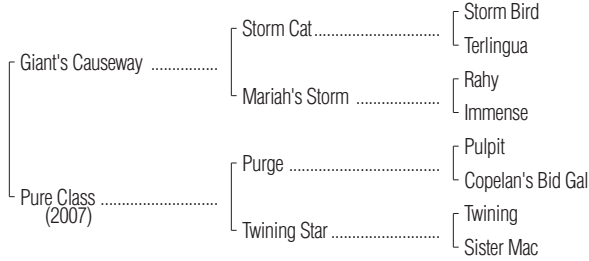 Storm Bird
Storm Cat
Terlingua
Giant's Causeway
Rahy
Mariah's Storm
Immense
Pulpit
Purge
Copelan's Bid Gal
Pure Class
(2007)
Twining
Twining Star
Sister Mac